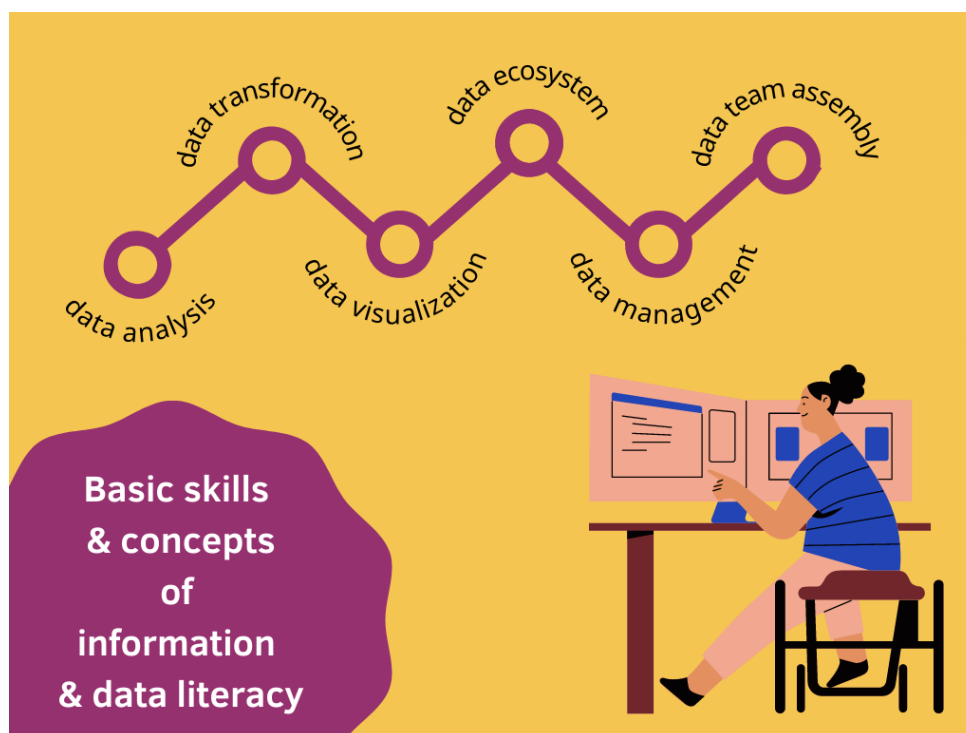 data analysis
data transformation
data visualization
data ecosystem
data management
data team assembly
Basic skills
& concepts
of
information
& data literacy